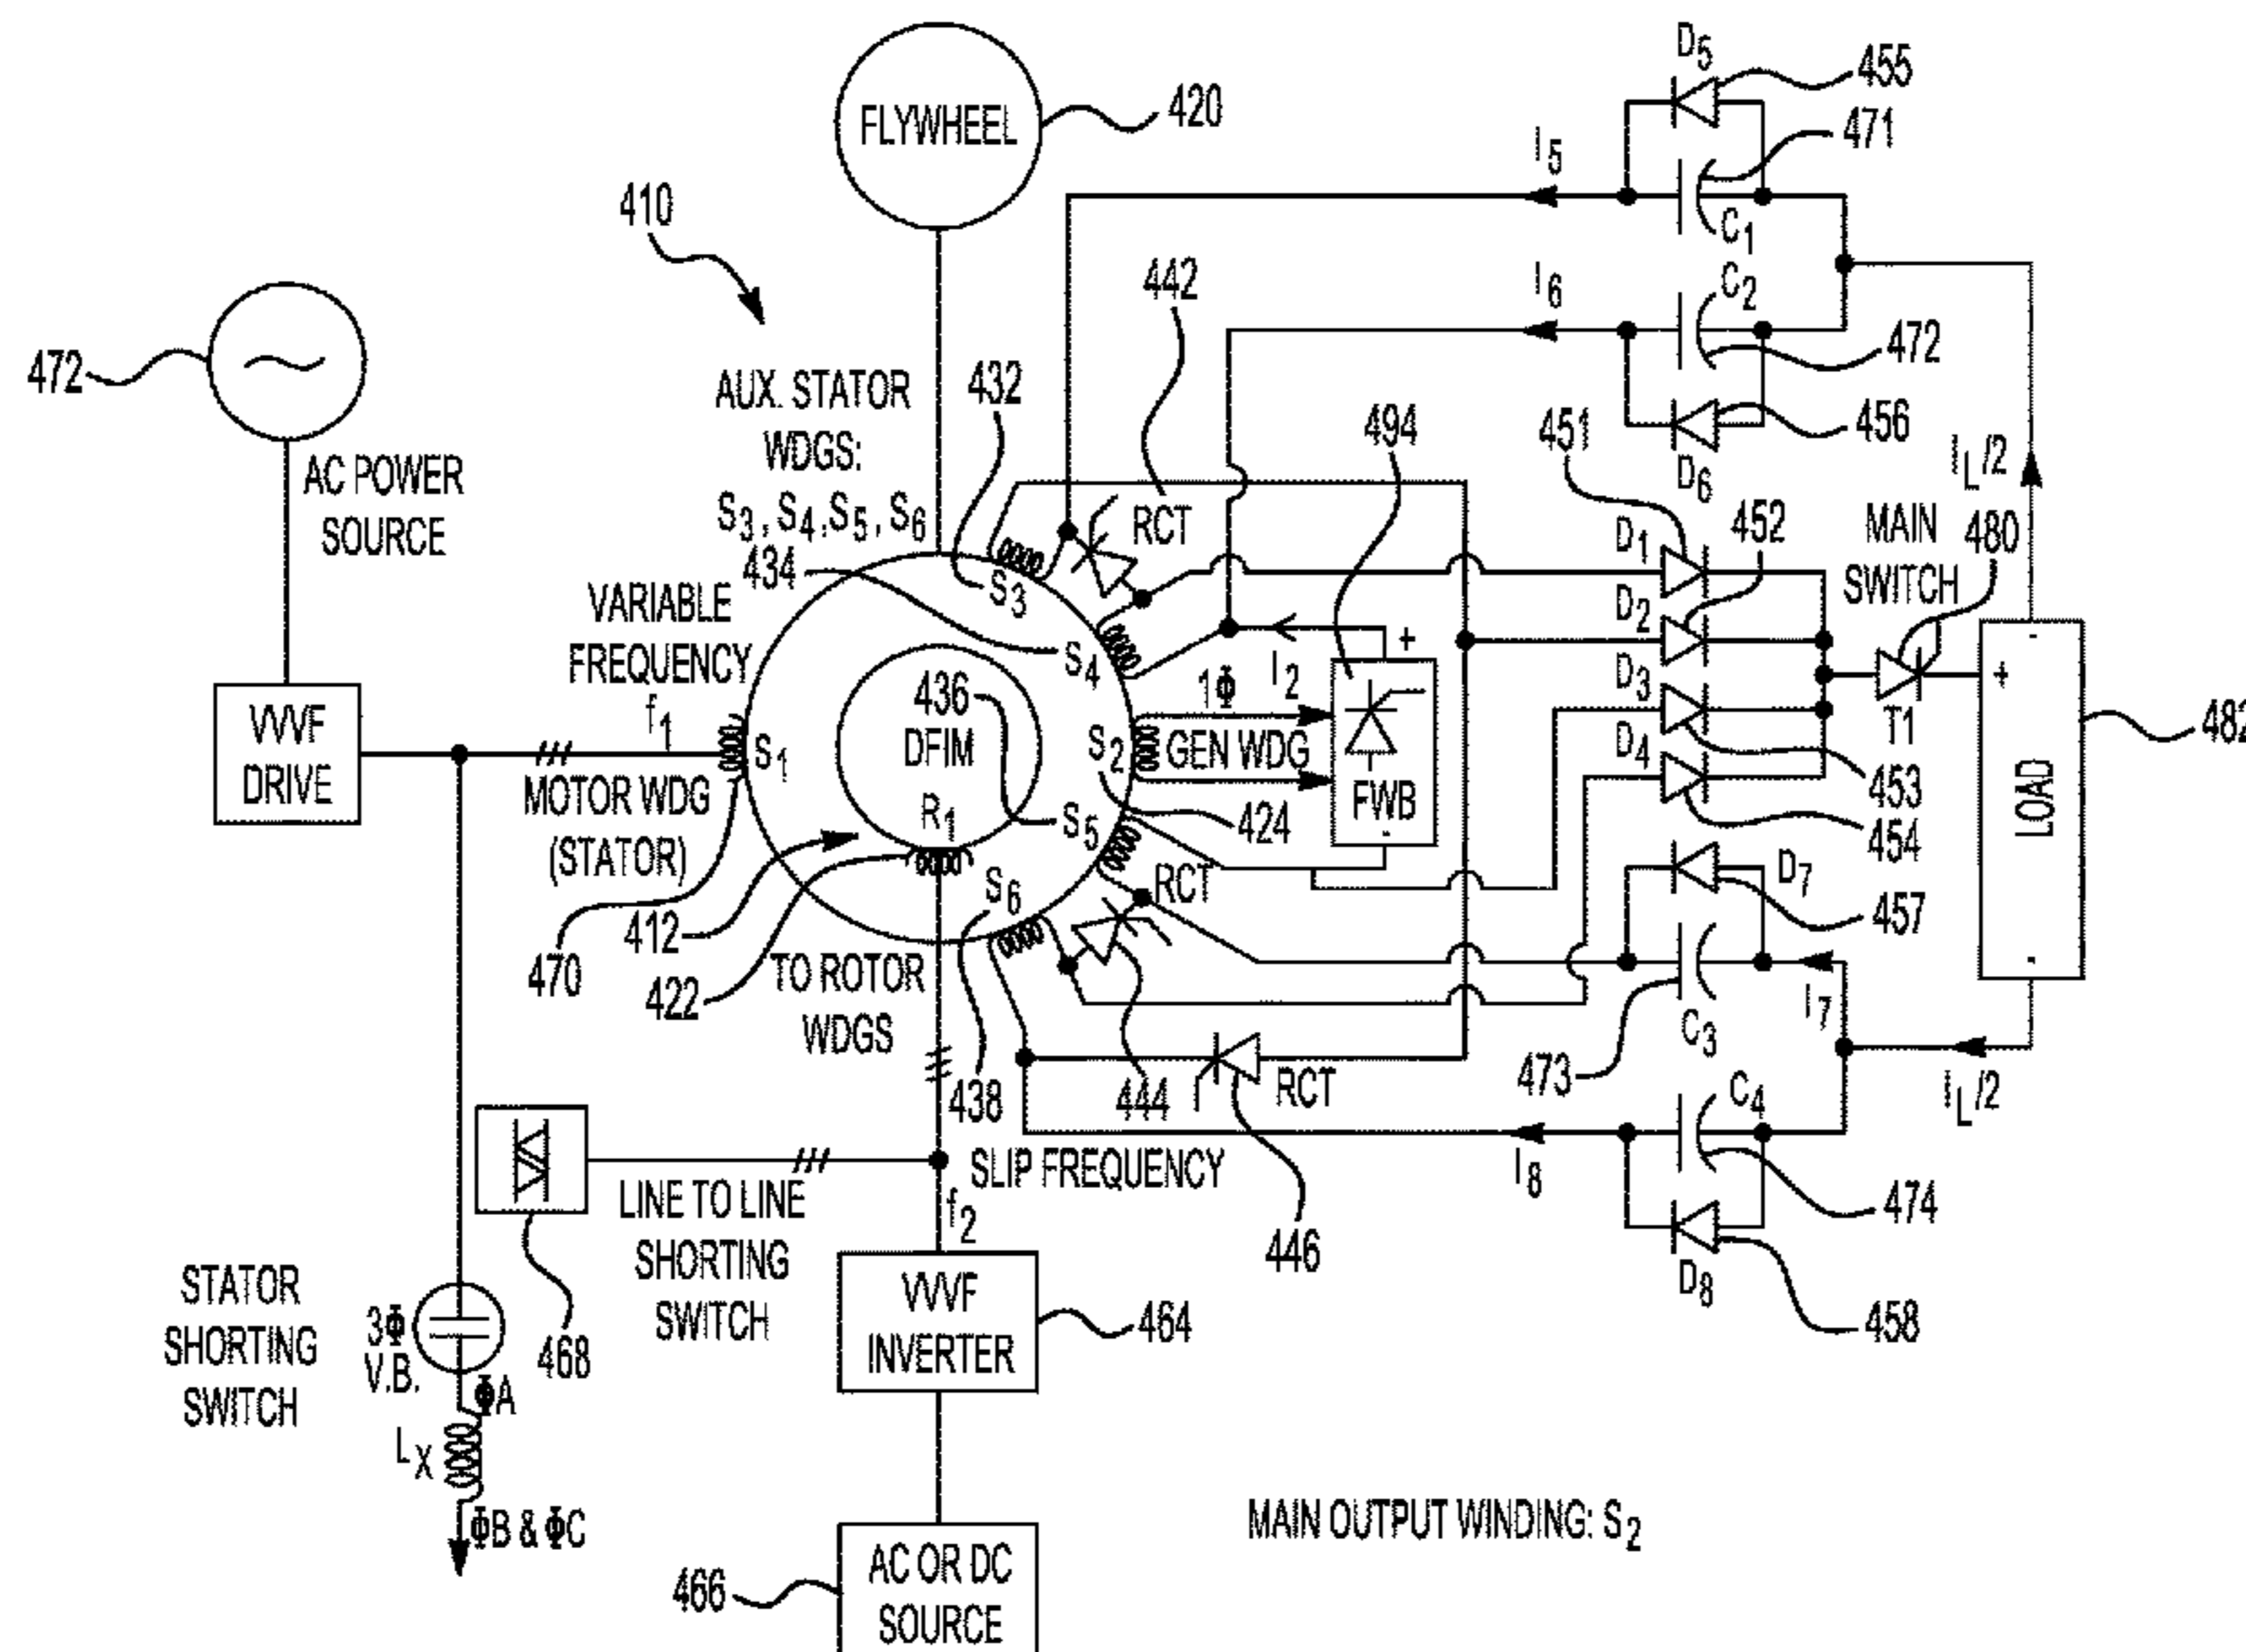 D5
455
471
FLYWHEEL
420
I5
C1
410
442
I6
C2
472
472
AC POWER
SOURCE
AUX. STATOR
WDGS:
S3, S4, S5, S6
432
494
451
456
D6
IL/2
RCT
452
MAIN
SWITCH
480
D1
434
S3
VARIABLE
FREQUENCY
f1
D2
S4
+
1Φ
I2
D3
+
T1
-
436
DFIM
VVVF
DRIVE
S1
S2
GEN WDG
D4
482
MOTOR WDG
(STATOR)
R1
S5
424
FWB
-
453
454
LOAD
D7
RCT
457
S6
412
470
422
TO ROTOR
WDGS
-
I7
C3
473
438
444
RCT
C4
IL/2
SLIP FREQUENCY
I8
474
LINE TO LINE
SHORTING
SWITCH
f2
446
D8
458
STATOR
SHORTING
SWITCH
3Φ
V.B.
468
VVVF
INVERTER
464
ΦA
LX
ΦB & ΦC
MAIN OUTPUT WINDING: S2
466
AC OR DC
SOURCE